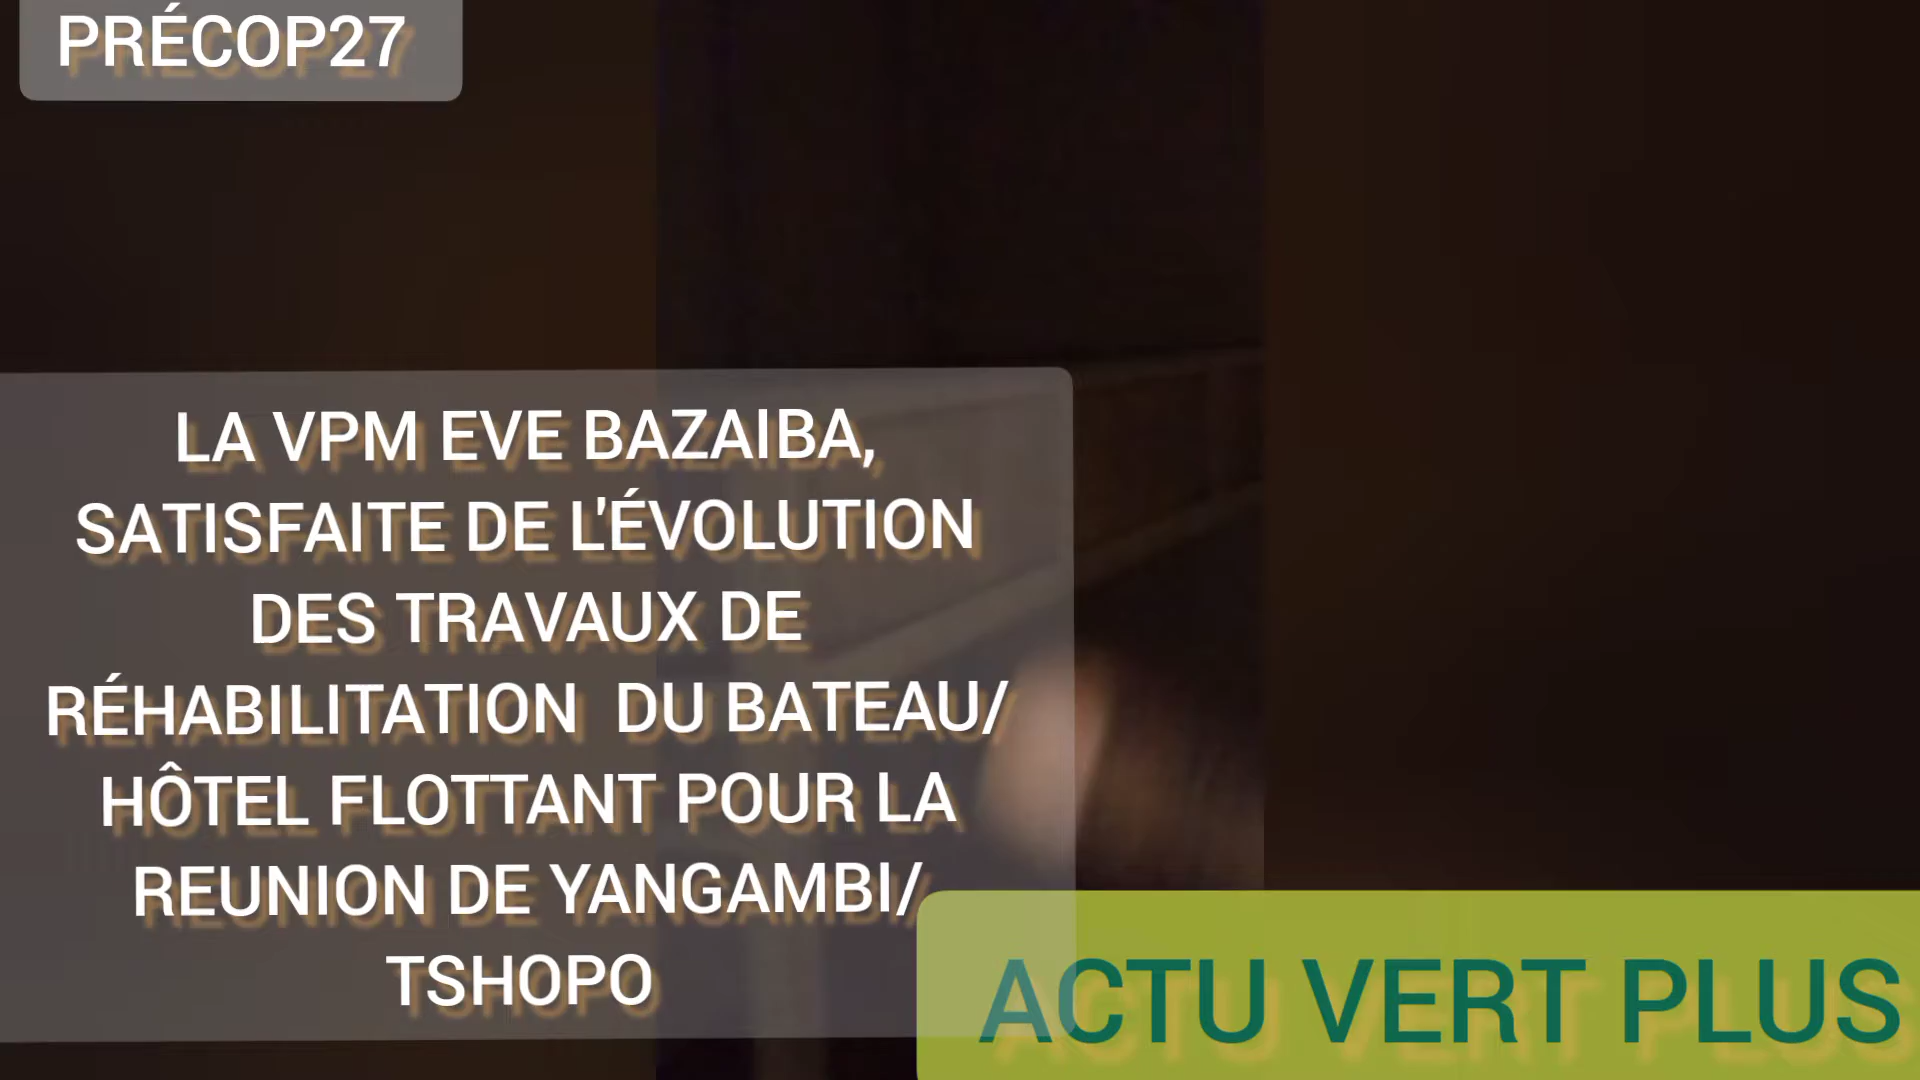 PRÉCOP27
LA VPM EVE BAZAIBA,
SATISFAITE DE L'ÉVOLUTION
DES TRAVAUX DE
RÉHABILITATION DU BATEAU/
HÔTEL FLOTTANT POUR LA
REUNION DE YANGAMBI/
TSHOPO
ACTU VERT PLUS